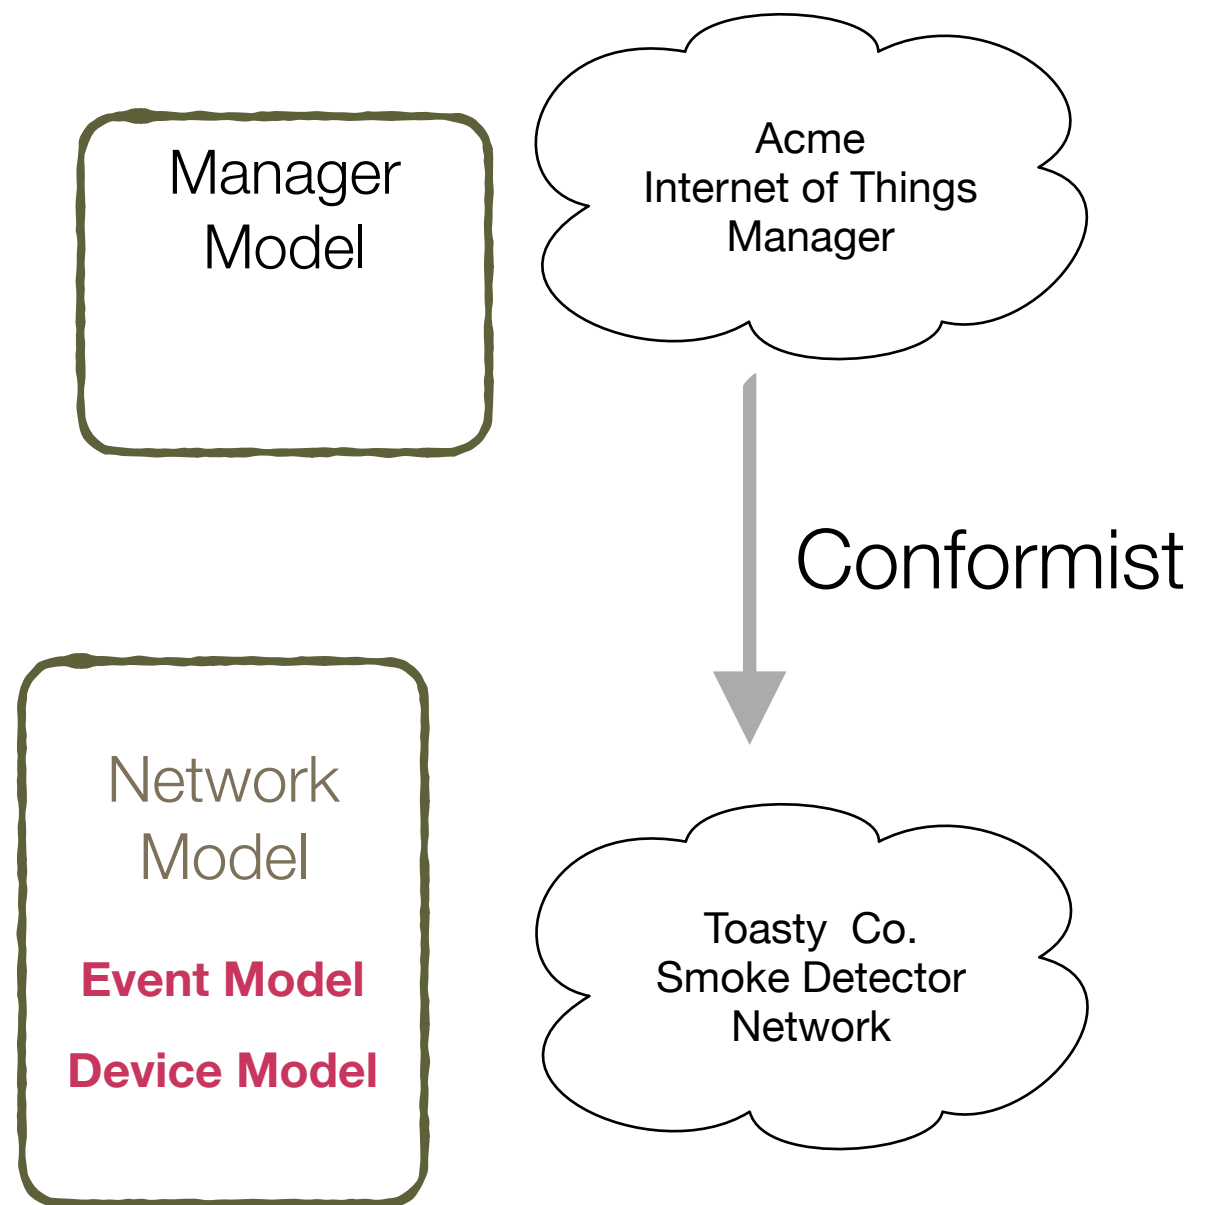 Manager
Model
Acme
Internet of Things
Manager
Conformist
Network
Model
Event Model
Device Model
Toasty Co.
Smoke Detector
Network